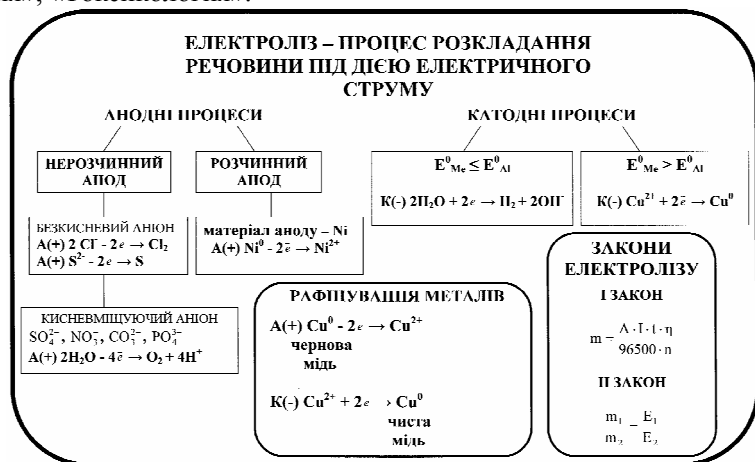 ЕЛЕКТРОЛІЗ – ПРОЦЕС РОЗКЛАДАННЯ
РЕЧОВИНИ ПІД ДІЄЮ ЕЛЕКТРИЧНОГО
СТРУМУ
АНОДНІ ПРОЦЕСИ
КАТОДНІ ПРОЦЕСИ
НЕРОЗЧИННИЙ
АНОД
РОЗЧИННИЙ
АНОД
E⁰Me ≤ E⁰Al
К(-) 2H₂O + 2e → H₂ + 2OH⁻
E⁰Me > E⁰Al
К(-) Cu²⁺ + 2ē → Cu⁰
БЕЗКИСНЕВИЙ АНІОН
А(+) 2 Cl⁻ - 2e → Cl₂
А(+) S²⁻ - 2e → S
матеріал аноду – Ni
А(+) Ni⁰ - 2ē → Ni²⁺
КИСНЕВМІЩУЮЧИЙ АНІОН
SO₄²⁻, NO₃⁻, CO₃²⁻, PO₄³⁻
А(+) 2H₂O - 4ē → O₂ + 4H⁺
РАФІНУВАННЯ МЕТАЛІВ
А(+) Cu⁰ - 2e → Cu²⁺
чернова
мідь
К(-) Cu²⁺ + 2e → Cu⁰
чиста
мідь
ЗАКОНИ
ЕЛЕКТРОЛІЗУ
I ЗАКОН
m = A · I · t · η / 96500 · n
II ЗАКОН
m₁ / m₂ = E₁ / E₂